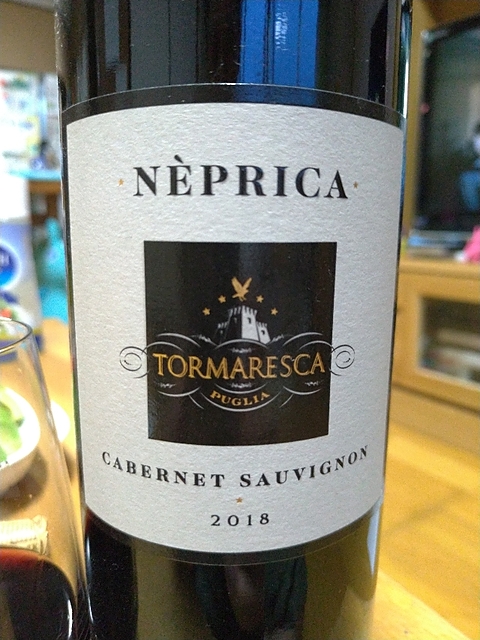 NÈPRICA
TORMARESCA
PUGLIA
CABERNET SAUVIGNON
2018